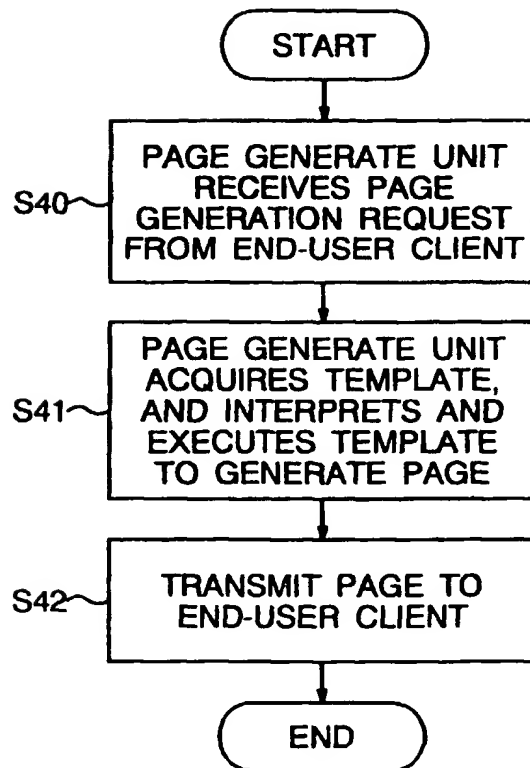 START
S40
PAGE GENERATE UNIT
RECEIVES PAGE
GENERATION REQUEST
FROM END-USER CLIENT
S41
PAGE GENERATE UNIT
ACQUIRES TEMPLATE,
AND INTERPRETS AND
EXECUTES TEMPLATE
TO GENERATE PAGE
S42
TRANSMIT PAGE TO
END-USER CLIENT
END